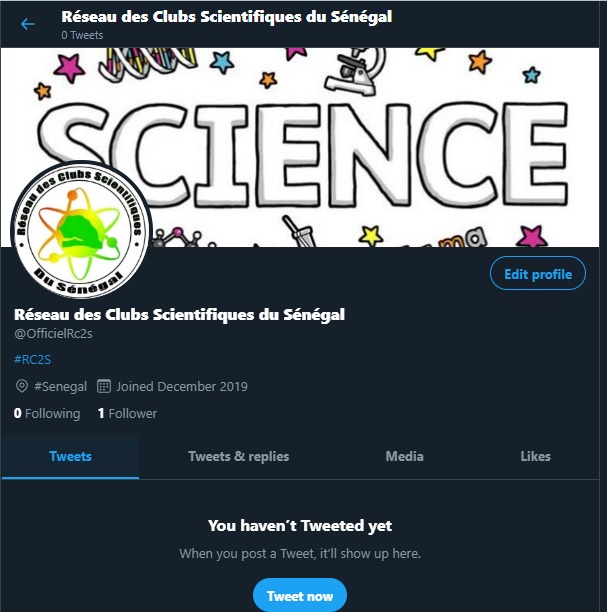 Réseau des Clubs Scientifiques du Sénégal
0 Tweets
SCIENCE
Réseau des Clubs Scientifiques
Du Sénégal
Edit profile
Réseau des Clubs Scientifiques du Sénégal
@OfficielRc2s
#RC2S
#Senegal Joined December 2019
0 Following 1 Follower
Tweets Tweets & replies Media Likes
You haven't Tweeted yet
When you post a Tweet, it'll show up here.
Tweet now